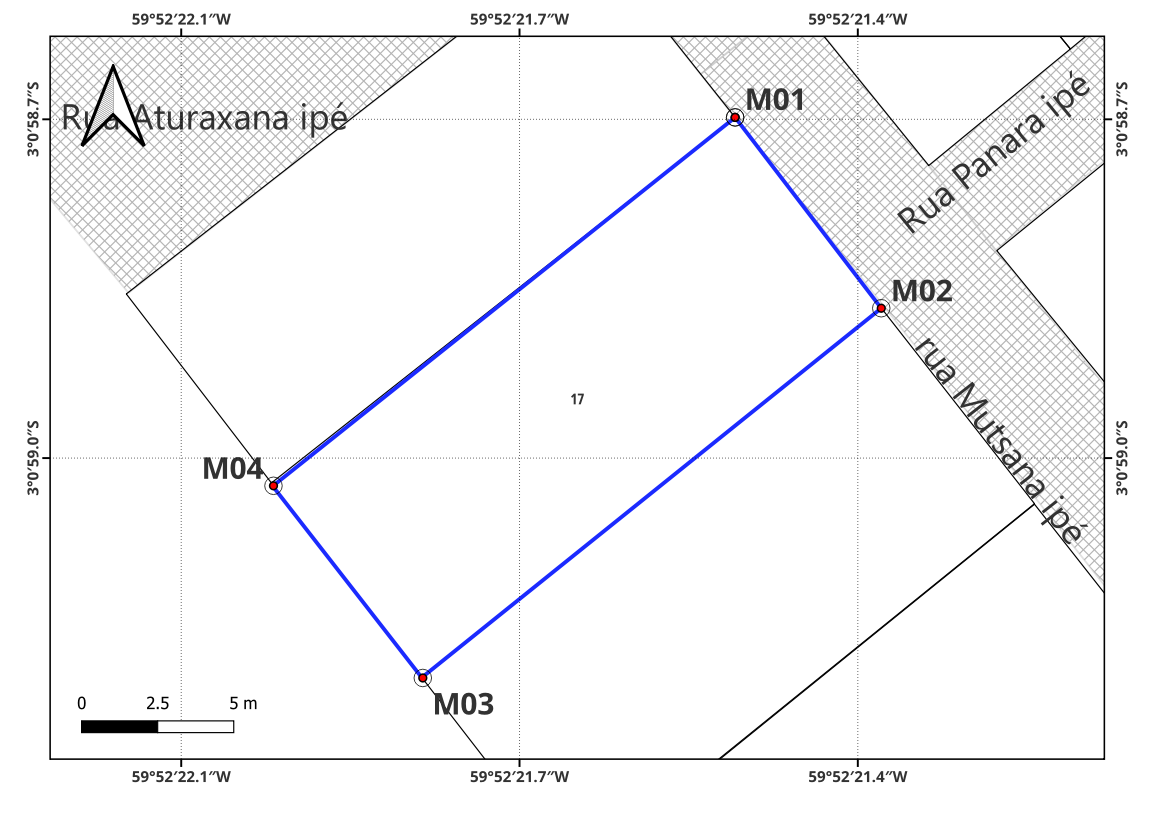 59°52′22.1″W 59°52′21.7″W 59°52′21.4″W
3°0′58.7″S
3°0′58.7″S
Rua Aturaxana ipé
M01
Rua Panara ipé
M02
rua Mutsana ipé
17
3°0′59.0″S
3°0′59.0″S
M04
M03
0 2.5 5 m
59°52′22.1″W 59°52′21.7″W 59°52′21.4″W